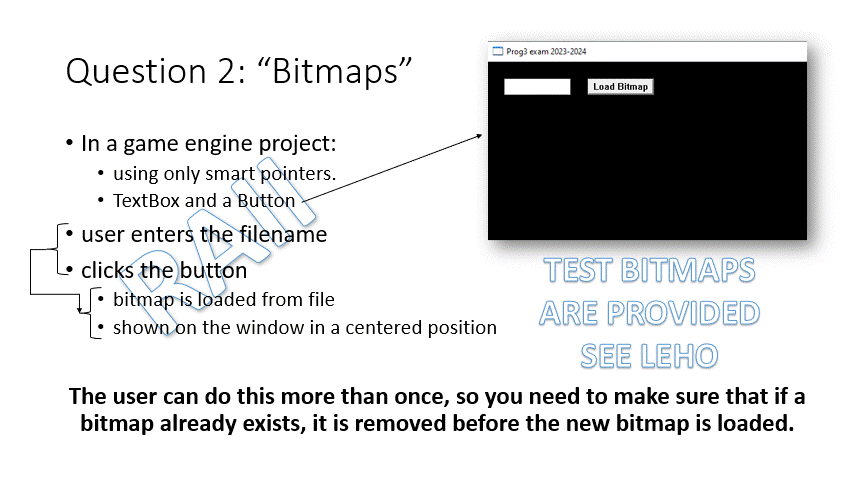 Question 2: “Bitmaps”
Prog3 exam 2023-2024
Load Bitmap
• In a game engine project:
• using only smart pointers.
• TextBox and a Button
• user enters the filename
• clicks the button
• bitmap is loaded from file
• shown on the window in a centered position
RAII
TEST BITMAPS
ARE PROVIDED
SEE LEHO
The user can do this more than once, so you need to make sure that if a
bitmap already exists, it is removed before the new bitmap is loaded.